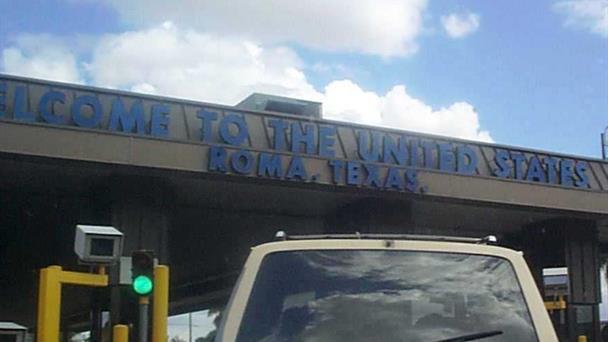 ELCOME to THE UNITED STATES
ROMA, TEXAS.